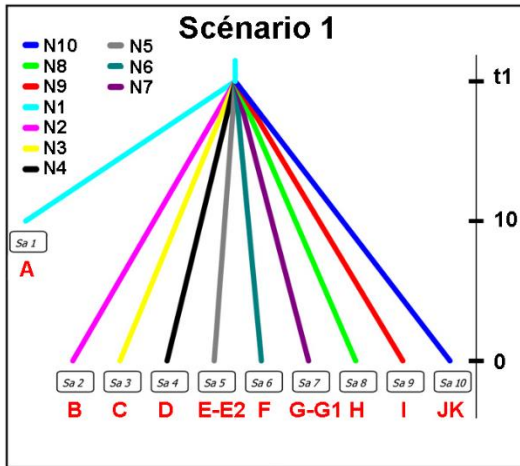 Scénario 1
N10 N5
N8 N6
N9 N7
N1
N2
N3
N4
t1
10
Sa 1
A
0
Sa 2 Sa 3 Sa 4 Sa 5 Sa 6 Sa 7 Sa 8 Sa 9 Sa 10
B C D E-E2 F G-G1 H I JK